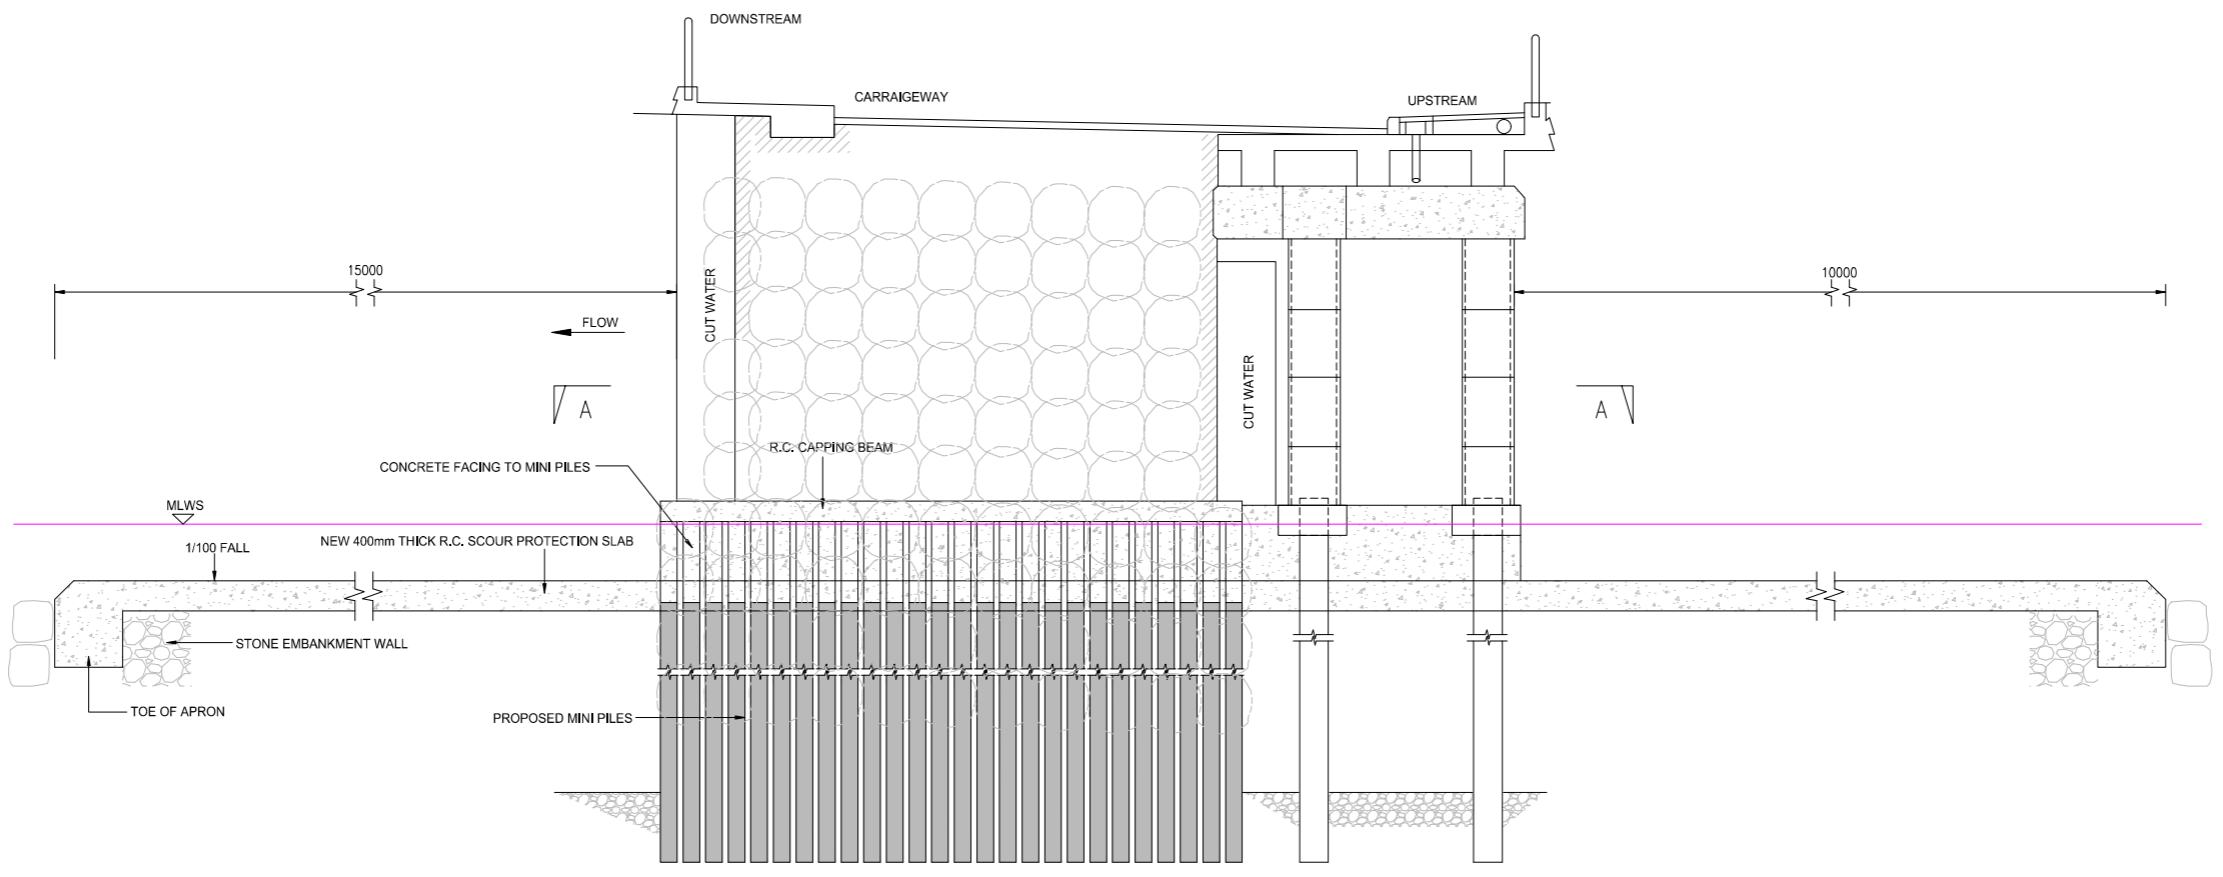 DOWNSTREAM
CARRAIGEWAY
UPSTREAM
15000
10000
CUT WATER
FLOW
A
A
CUT WATER
R.C. CAPPING BEAM
CONCRETE FACING TO MINI PILES
MLWS
NEW 400mm THICK R.C. SCOUR PROTECTION SLAB
1/100 FALL
STONE EMBANKMENT WALL
TOE OF APRON
PROPOSED MINI PILES